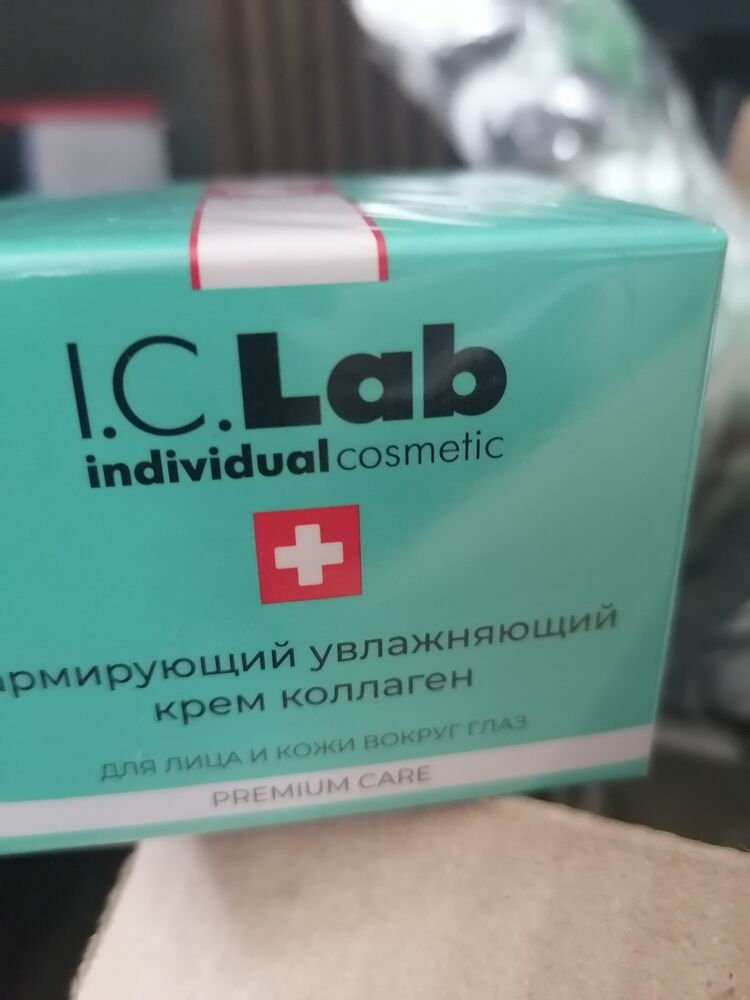 I.C.Lab
individual cosmetic
армирующий увлажняющий
крем коллаген
ДЛЯ ЛИЦА И КОЖИ ВОКРУГ ГЛАЗ
PREMIUM CARE